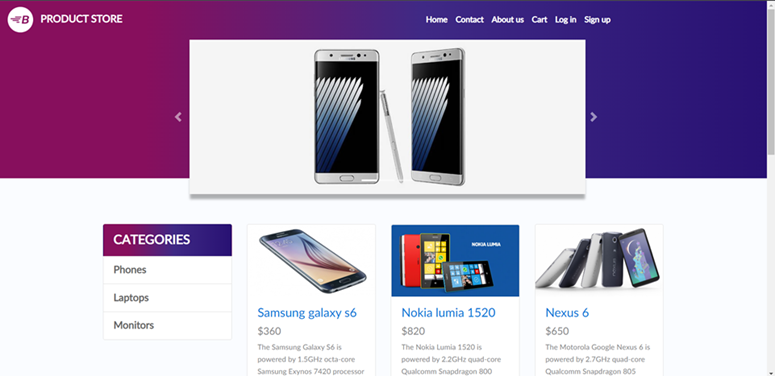 B PRODUCT STORE
Home Contact About us Cart Log in Sign up
CATEGORIES
Phones
Laptops
Monitors
NOKIA LUMIA
Samsung galaxy s6
$360
The Samsung Galaxy S6 is
powered by 1.5GHz octa-core
Samsung Exynos 7420 processor
Nokia lumia 1520
$820
The Nokia Lumia 1520 is
powered by 2.2GHz quad-core
Qualcomm Snapdragon 800
Nexus 6
$650
The Motorola Google Nexus 6 is
powered by 2.7GHz quad-core
Qualcomm Snapdragon 805